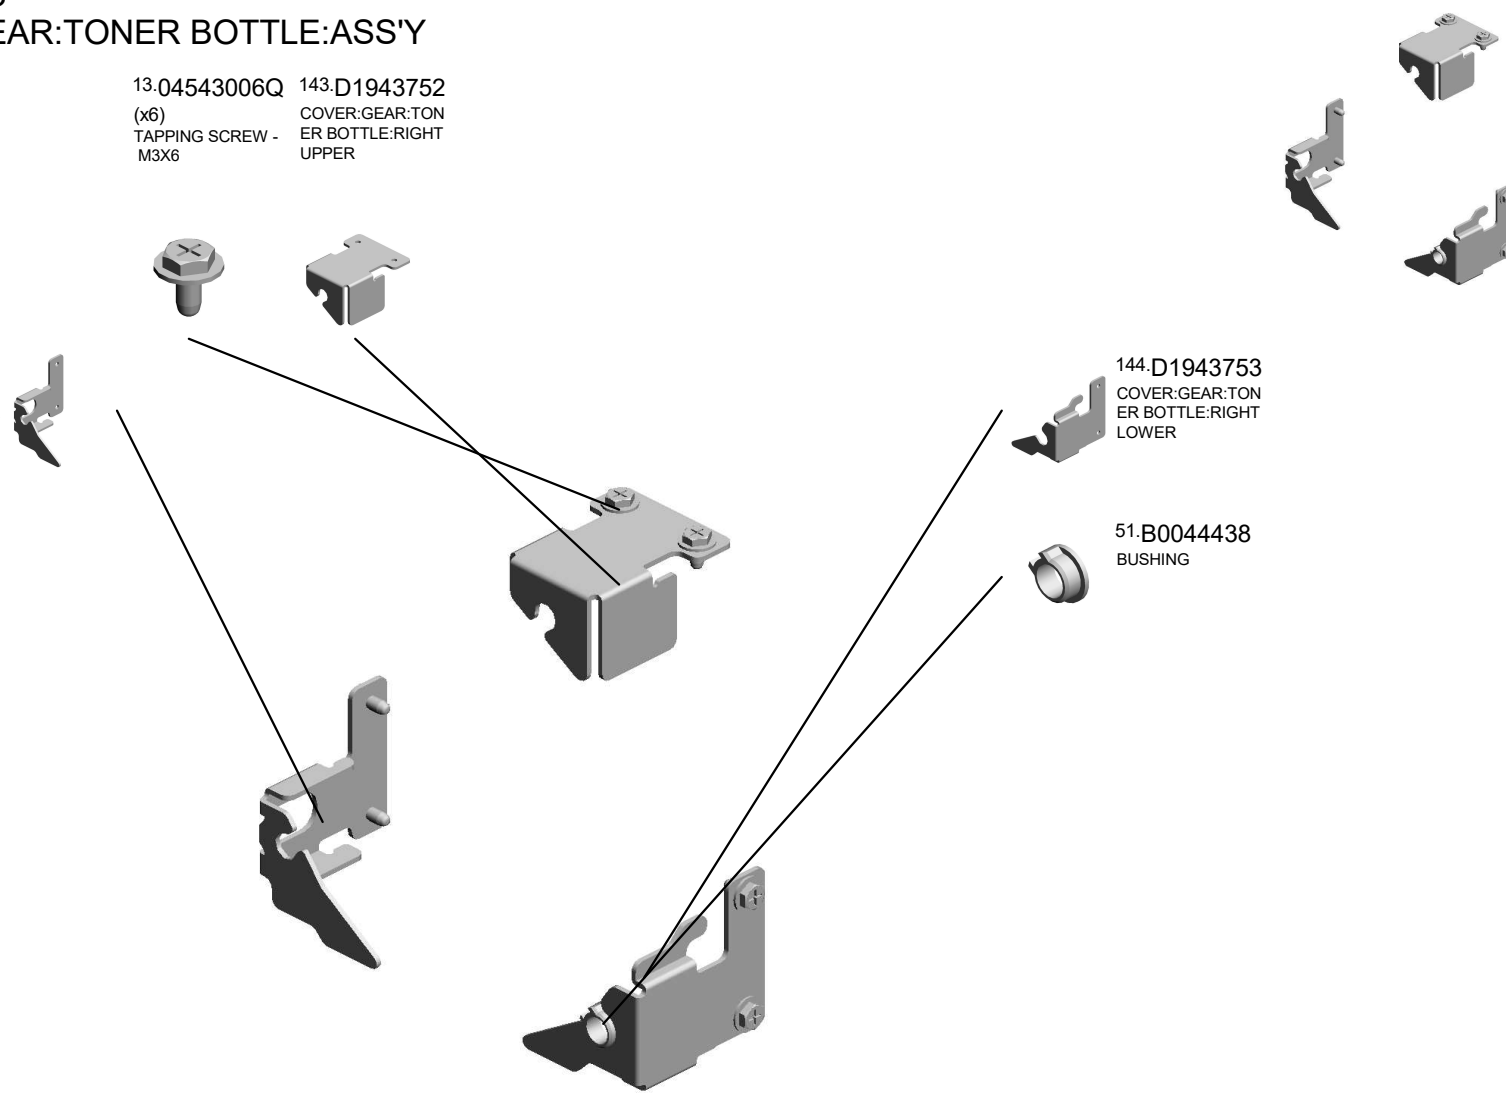 EAR:TONER BOTTLE:ASS'Y
13.04543006Q
(x6)
TAPPING SCREW -
M3X6
143.D1943752
COVER:GEAR:TON
ER BOTTLE:RIGHT
UPPER
144.D1943753
COVER:GEAR:TON
ER BOTTLE:RIGHT
LOWER
51.B0044438
BUSHING